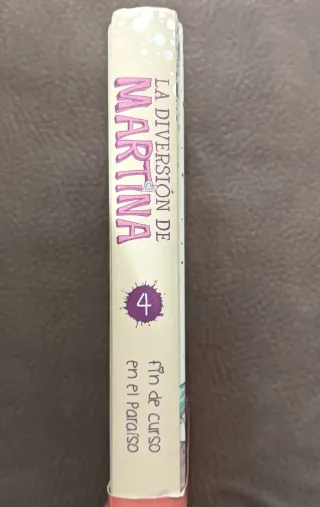 LA DIVERSIÓN DE
MARTINA
4
fin de curso
en el paraíso